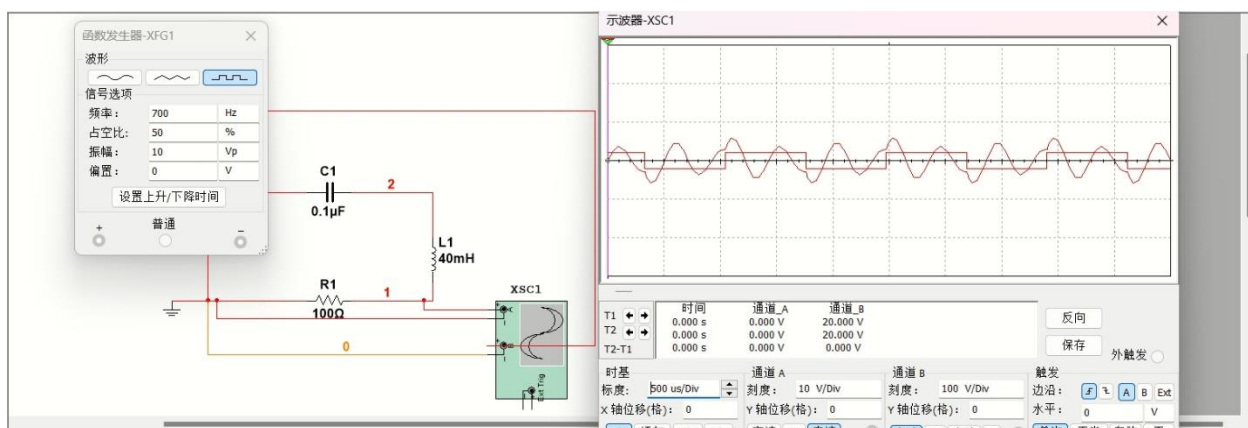 函数发生器-XFG1
波形
信号选项
频率： 700 Hz
占空比: 50 %
振幅： 10 Vp
偏置： 0 V
设置上升/下降时间
+ 普通 −
C1
0.1μF
2
L1
40mH
R1
100Ω
1
0
XSC1
Ext Trig
示波器-XSC1
时间 通道_A 通道_B
T1 0.000 s 0.000 V 20.000 V
T2 0.000 s 0.000 V 20.000 V
T2-T1 0.000 s 0.000 V 0.000 V
反向
保存
外触发
时基
标度： 500 us/Div
X 轴位移(格)： 0
通道 A
刻度： 10 V/Div
Y 轴位移(格)： 0
通道 B
刻度： 100 V/Div
Y 轴位移(格)： 0
触发
边沿： A B Ext
水平： 0 V